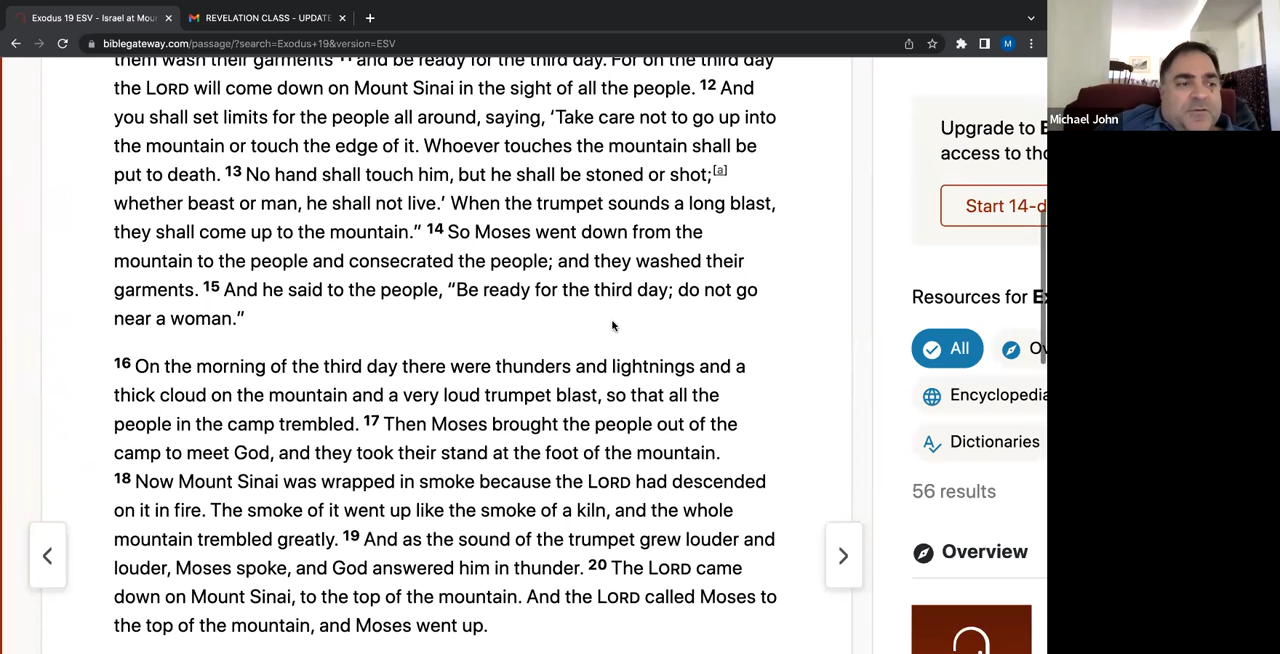 Exodus 19 ESV - Israel at Mour
REVELATION CLASS - UPDATE
biblegateway.com/passage/?search=Exodus+19&version=ESV
M
Michael John
them wash their garments 11 and be ready for the third day. For on the third day
the LORD will come down on Mount Sinai in the sight of all the people. 12 And
you shall set limits for the people all around, saying, ‘Take care not to go up into
the mountain or touch the edge of it. Whoever touches the mountain shall be
put to death. 13 No hand shall touch him, but he shall be stoned or shot;[a]
whether beast or man, he shall not live.’ When the trumpet sounds a long blast,
they shall come up to the mountain.” 14 So Moses went down from the
mountain to the people and consecrated the people; and they washed their
garments. 15 And he said to the people, “Be ready for the third day; do not go
near a woman.”
16 On the morning of the third day there were thunders and lightnings and a
thick cloud on the mountain and a very loud trumpet blast, so that all the
people in the camp trembled. 17 Then Moses brought the people out of the
camp to meet God, and they took their stand at the foot of the mountain.
18 Now Mount Sinai was wrapped in smoke because the LORD had descended
on it in fire. The smoke of it went up like the smoke of a kiln, and the whole
mountain trembled greatly. 19 And as the sound of the trumpet grew louder and
louder, Moses spoke, and God answered him in thunder. 20 The LORD came
down on Mount Sinai, to the top of the mountain. And the LORD called Moses to
the top of the mountain, and Moses went up.
Upgrade to
access to
Start 14-d
Resources for
All
Encyclopedia
Dictionaries
56 results
Overview